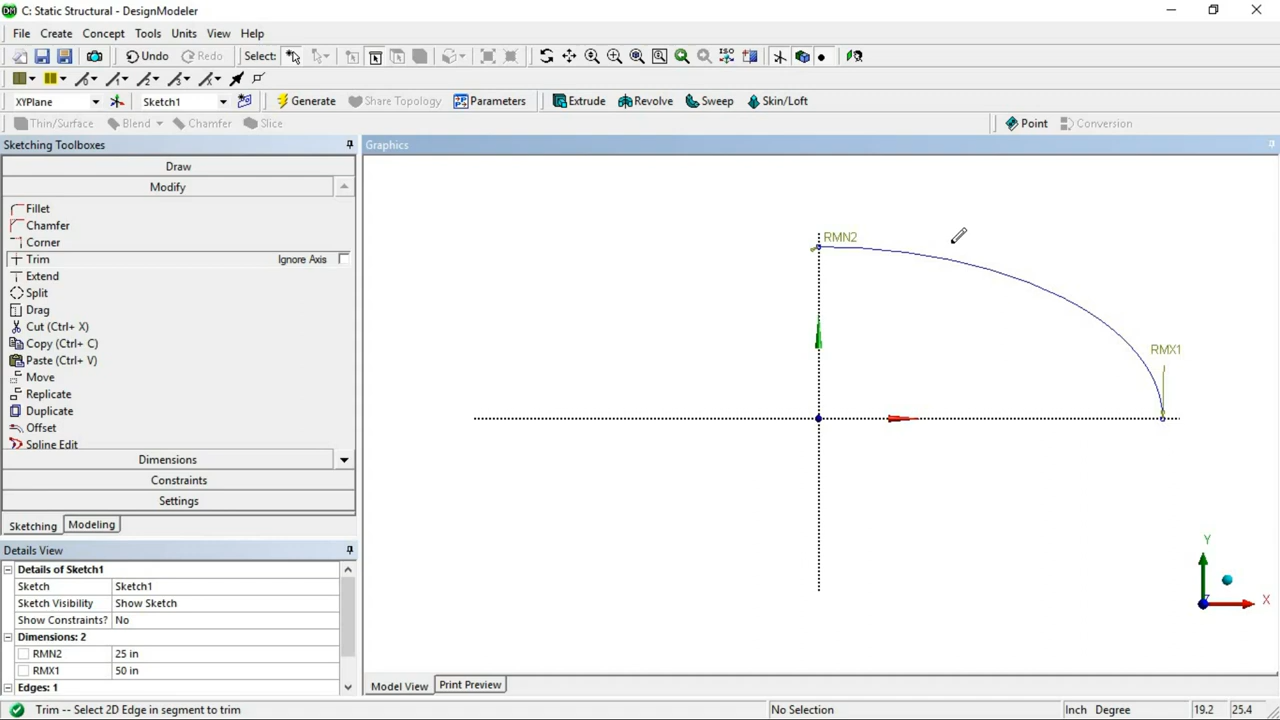 C: Static Structural - DesignModeler
File Create Concept Tools Units View Help
Undo Redo Select: ISO
XYPlane Sketch1 Generate Share Topology Parameters Extrude Revolve Sweep Skin/Loft
Thin/Surface Blend Chamfer Slice Point Conversion
Sketching Toolboxes
Graphics
Draw
Modify
Fillet
Chamfer
Corner
Trim Ignore Axis
Extend
Split
Drag
Cut (Ctrl+ X)
Copy (Ctrl+ C)
Paste (Ctrl+ V)
Move
Replicate
Duplicate
Offset
Spline Edit
Dimensions
Constraints
Settings
Sketching Modeling
Details View
Details of Sketch1
Sketch Sketch1
Sketch Visibility Show Sketch
Show Constraints? No
Dimensions: 2
RMN2 25 in
RMX1 50 in
Edges: 1
RMN2
RMX1
Y
X
Z
Model View Print Preview
Trim -- Select 2D Edge in segment to trim No Selection Inch Degree 19.2 25.4